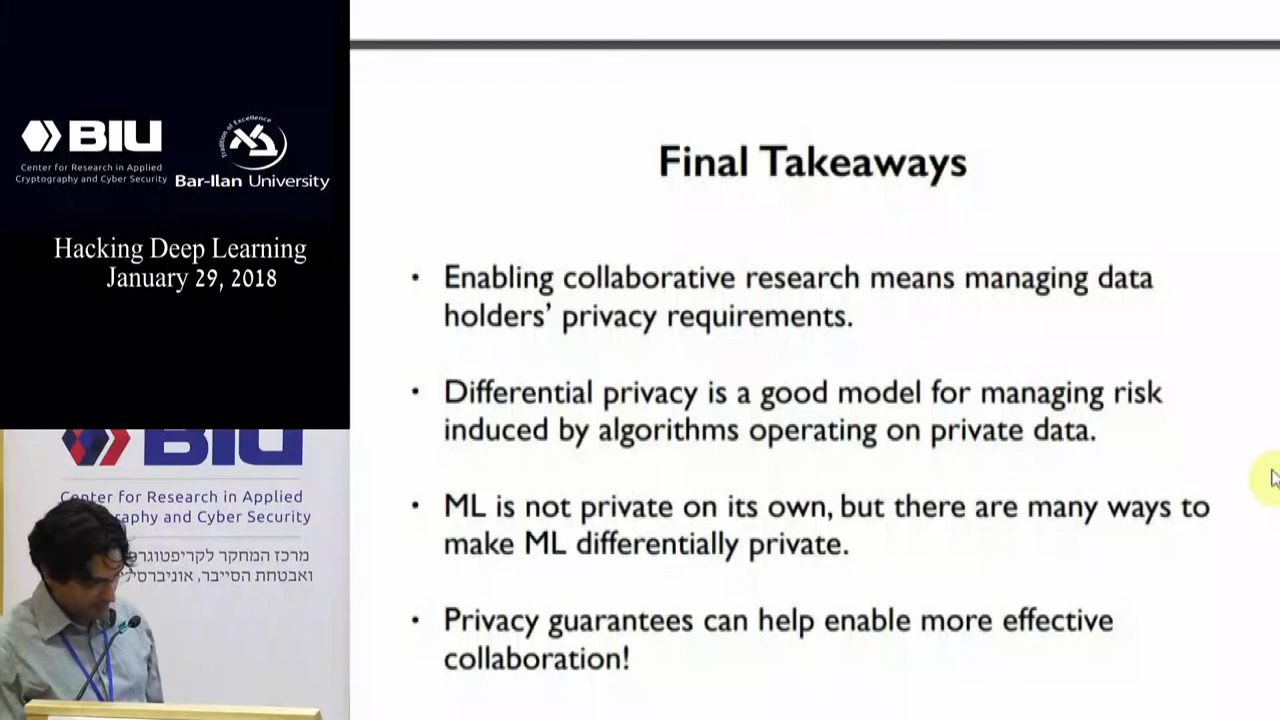 BIU
Center for Research in Applied
Cryptography and Cyber Security
Tradition of Excellence
Bar-Ilan University
Hacking Deep Learning
January 29, 2018
Final Takeaways
• Enabling collaborative research means managing data
holders’ privacy requirements.
• Differential privacy is a good model for managing risk
induced by algorithms operating on private data.
• ML is not private on its own, but there are many ways to
make ML differentially private.
• Privacy guarantees can help enable more effective
collaboration!
BIU
Center for Research in Applied
and Cyber Security
מרכז המחקר לקריפטוגרפ
ואבטחת הסייבר, אוניברסי